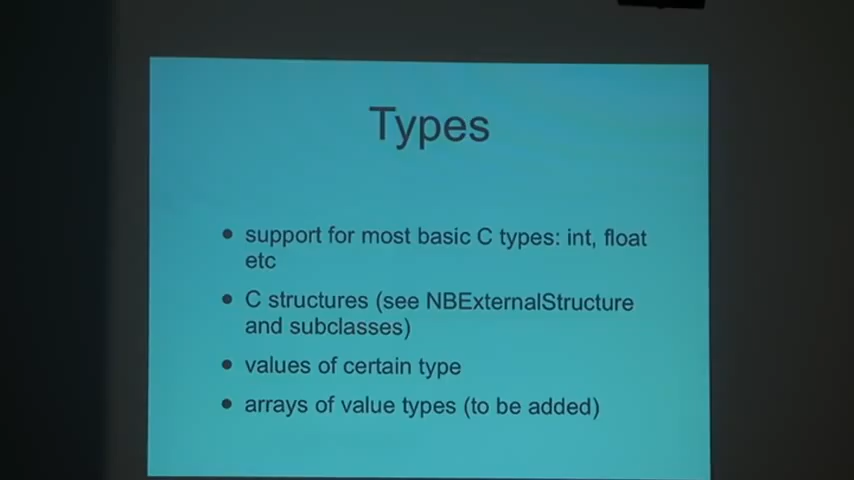 Types
• support for most basic C types: int, float
etc
• C structures (see NBExternalStructure
and subclasses)
• values of certain type
• arrays of value types (to be added)